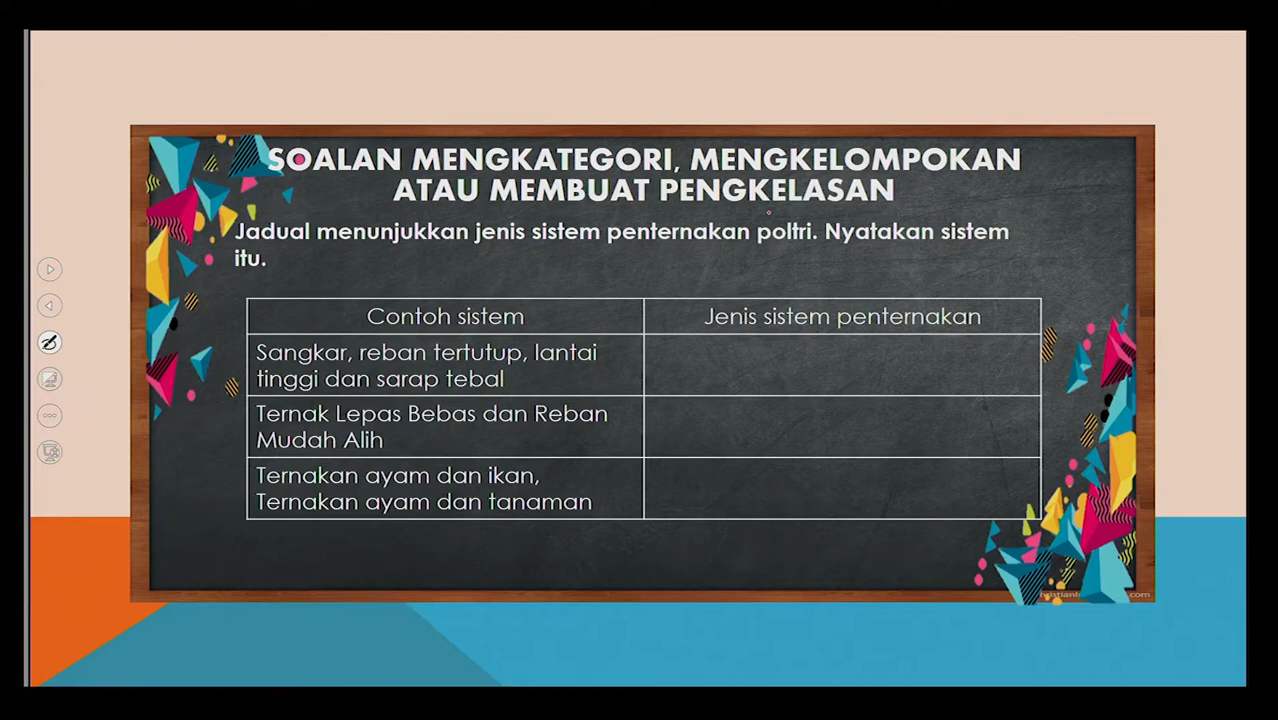 SOALAN MENGKATEGORI, MENGKELOMPOKAN
ATAU MEMBUAT PENGKELASAN
Jadual menunjukkan jenis sistem penternakan poltri. Nyatakan sistem
itu.
Contoh sistem
Jenis sistem penternakan
Sangkar, reban tertutup, lantai
tinggi dan sarap tebal
Ternak Lepas Bebas dan Reban
Mudah Alih
Ternakan ayam dan ikan,
Ternakan ayam dan tanaman